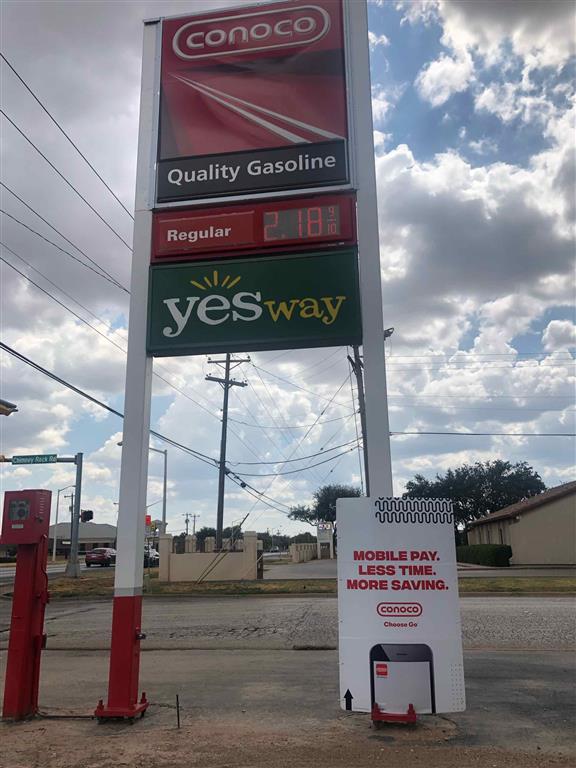 conoco
Quality Gasoline
Regular 2.18 9/10
yesway
Chimney Rock Rd
MOBILE PAY.
LESS TIME.
MORE SAVING.
conoco
Choose Go